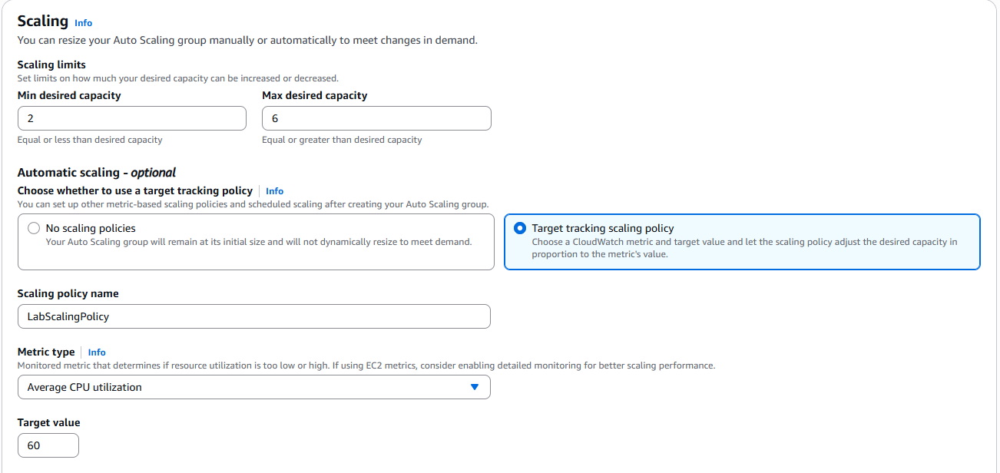 Scaling Info
You can resize your Auto Scaling group manually or automatically to meet changes in demand.
Scaling limits
Set limits on how much your desired capacity can be increased or decreased.
Min desired capacity
Max desired capacity
2
6
Equal or less than desired capacity
Equal or greater than desired capacity
Automatic scaling - optional
Choose whether to use a target tracking policy Info
You can set up other metric-based scaling policies and scheduled scaling after creating your Auto Scaling group.
No scaling policies
Your Auto Scaling group will remain at its initial size and will not dynamically resize to meet demand.
Target tracking scaling policy
Choose a CloudWatch metric and target value and let the scaling policy adjust the desired capacity in
proportion to the metric's value.
Scaling policy name
LabScalingPolicy
Metric type Info
Monitored metric that determines if resource utilization is too low or high. If using EC2 metrics, consider enabling detailed monitoring for better scaling performance.
Average CPU utilization
Target value
60